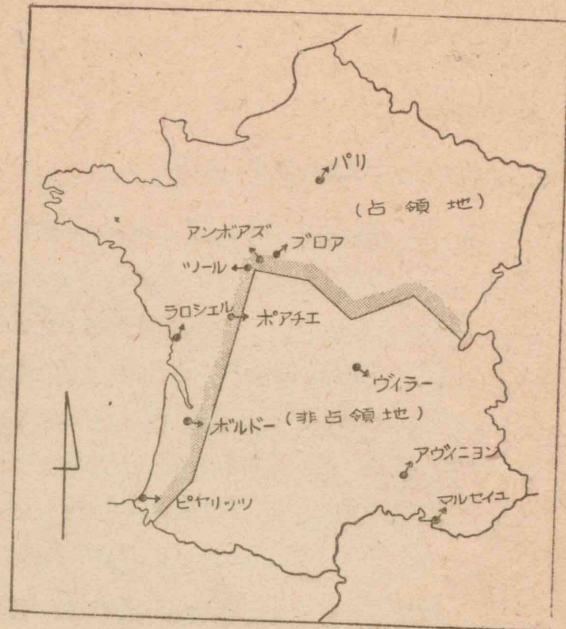 パリ
(占領地)
アンボアズ
ブロア
ツール
ラロシェル
ポアチエ
ヴィラー
ボルドー
(非占領地)
アヴィニヨン
マルセイユ
ビヤリッツ